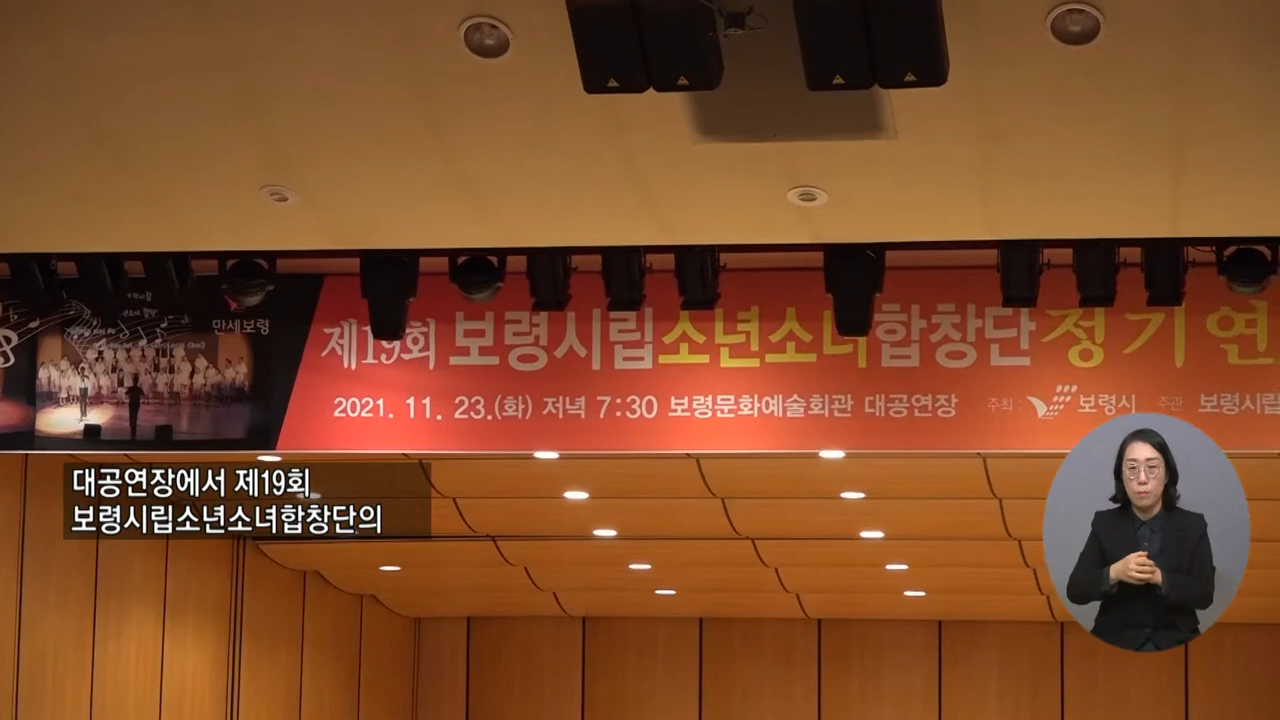 만세보령
제19회 보령시립소년소녀합창단 정기연
2021. 11. 23.(화) 저녁 7:30 보령문화예술회관 대공연장 주최 : 보령시 주관 보령시립
대공연장에서 제19회
보령시립소년소녀합창단의